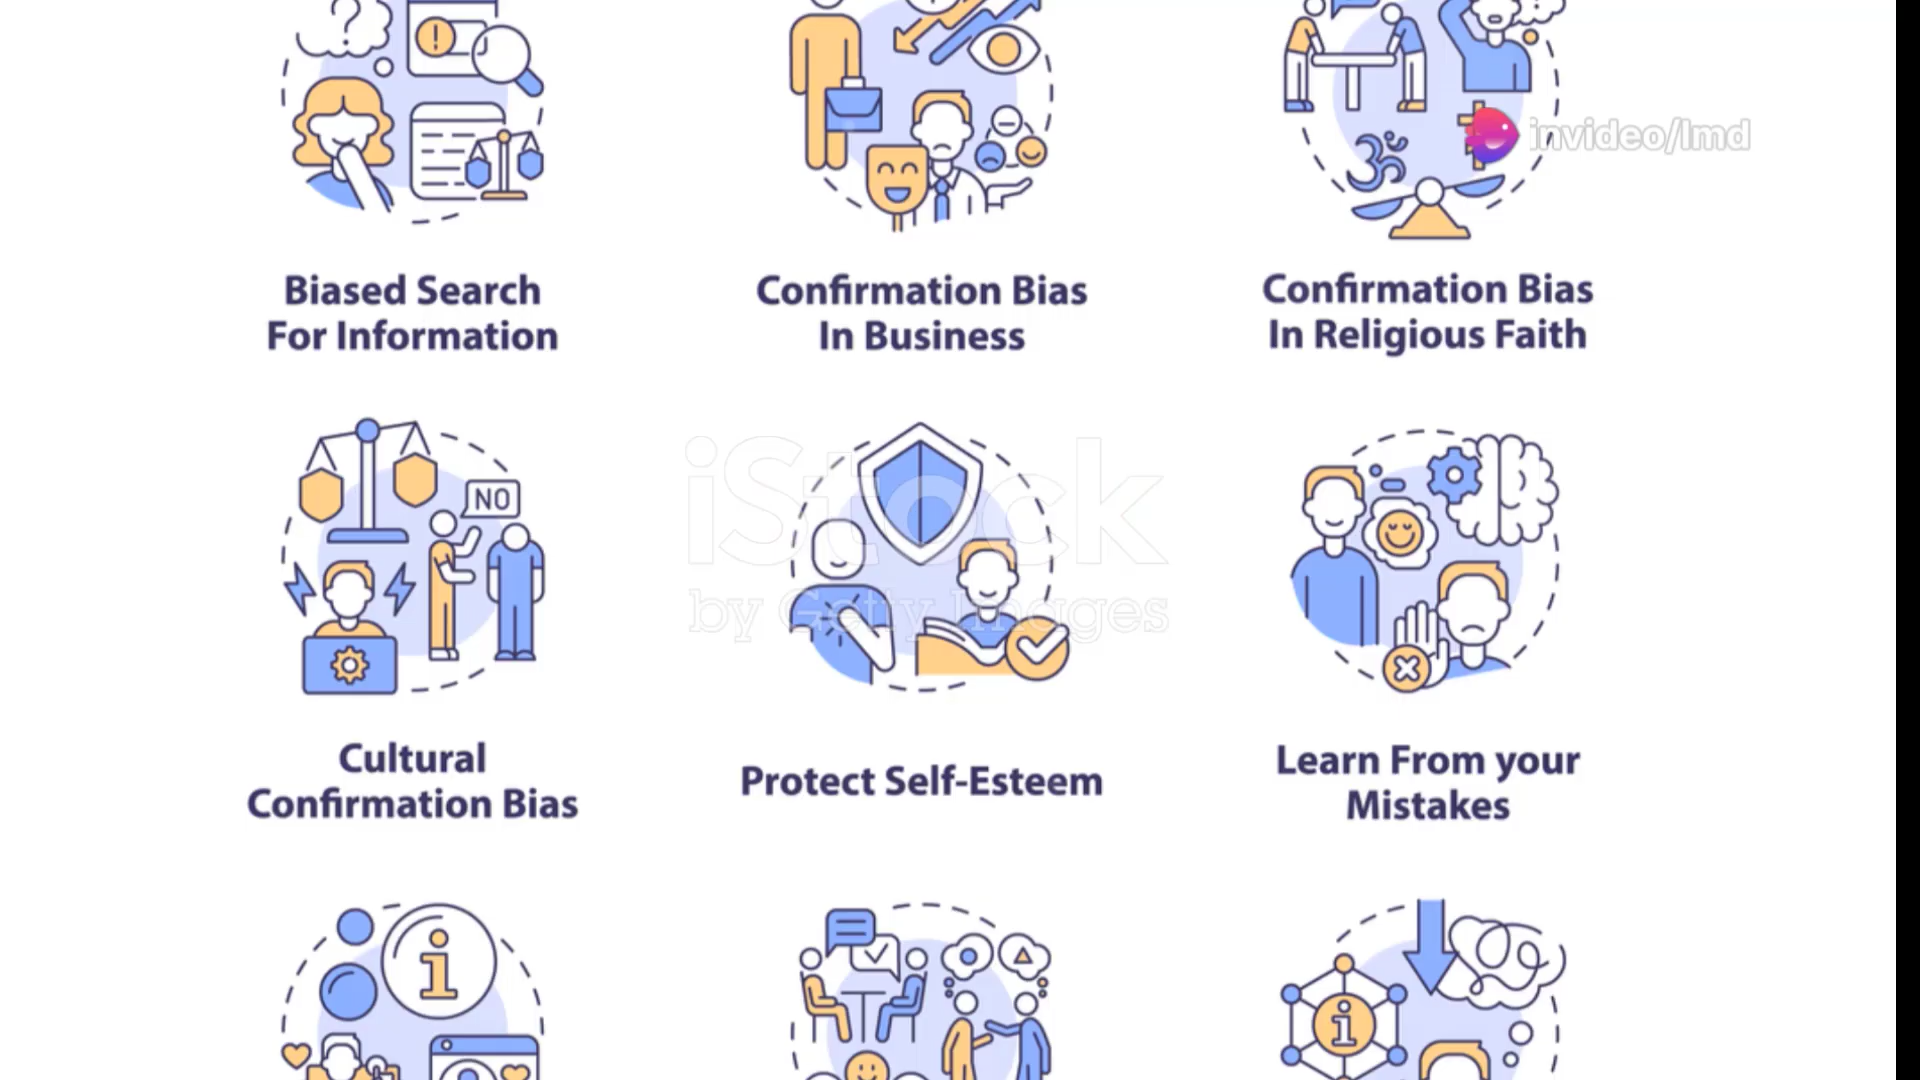 invideo/lmd
Biased Search
For Information
Confirmation Bias
In Business
Confirmation Bias
In Religious Faith
NO
iStock
by Getty Images
Cultural
Confirmation Bias
Protect Self-Esteem
Learn From your
Mistakes